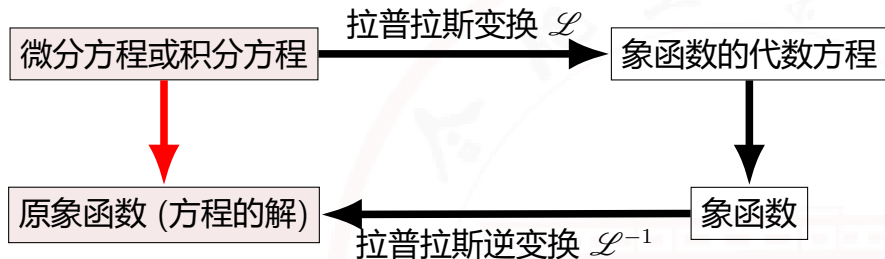 拉普拉斯变换 ℒ
微分方程或积分方程
象函数的代数方程
原象函数 (方程的解)
象函数
拉普拉斯逆变换 ℒ⁻¹